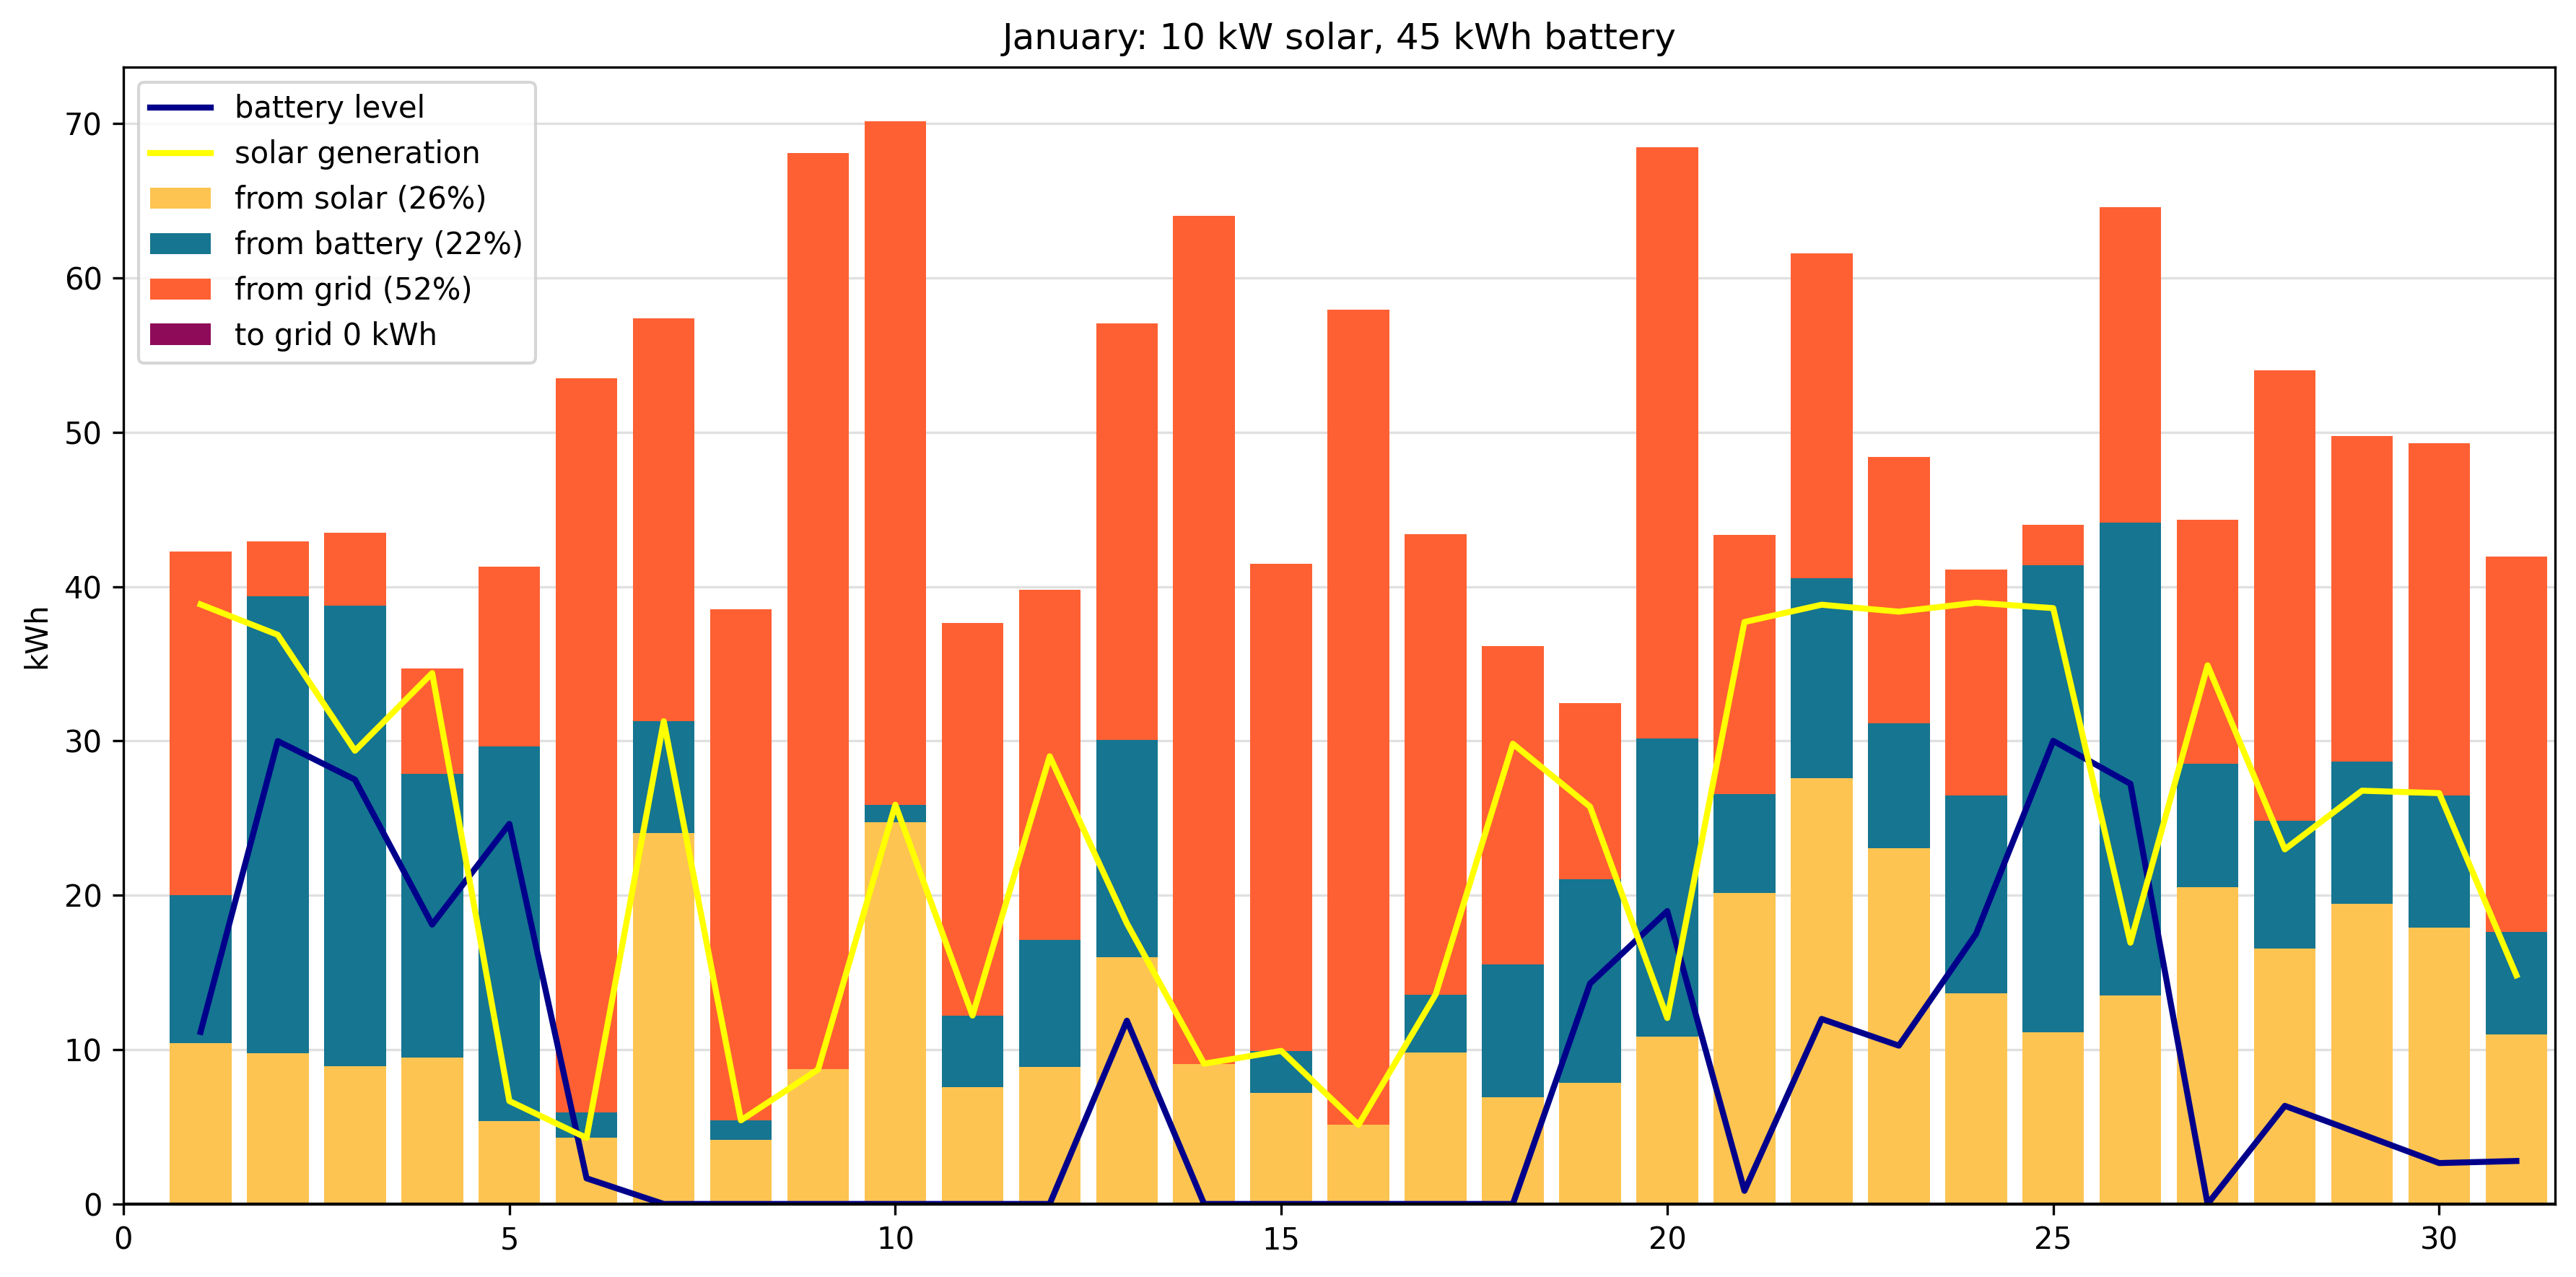 January: 10 kW solar, 45 kWh battery
battery level
solar generation
from solar (26%)
from battery (22%)
from grid (52%)
to grid 0 kWh
kWh
70
60
50
40
30
20
10
0
0 5 10 15 20 25 30